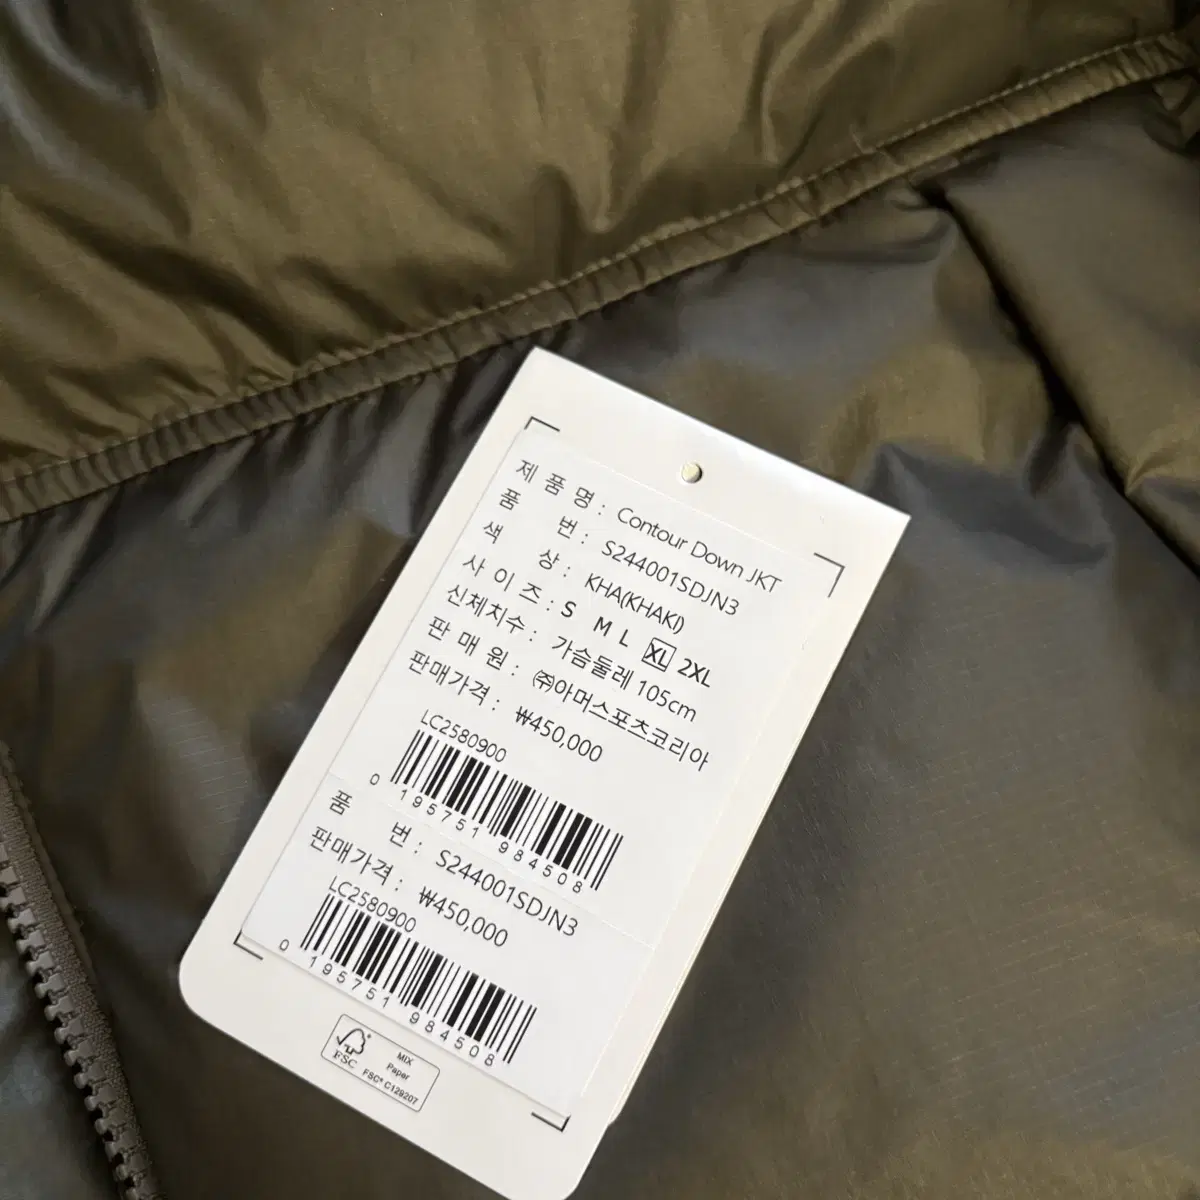 제 품 명 : Contour Down JKT
품 번 : S244001SDJN3
색 상 : KHA(KHAKI)
사 이 즈 : S M L XL 2XL
신체치수 : 가슴둘레 105cm
판 매 원 : ㈜아머스포츠코리아
판매가격 : ₩450,000
LC2580900
0 195751 984508
품 번 : S244001SDJN3
판매가격 : ₩450,000
LC2580900
0 195751 984508
FSC
MIX
Paper
FSC® C129207